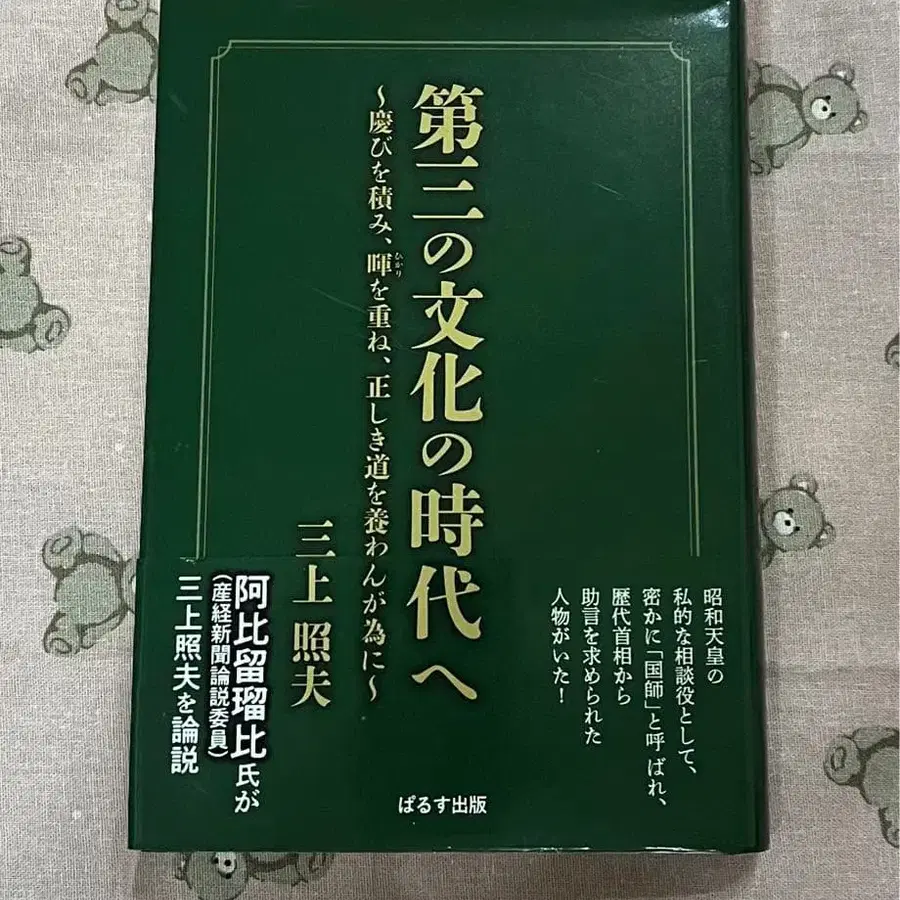 第三の文化の時代へ
～慶びを積み、暉を重ね、正しき道を養わんが為に～
ひかり
三上照夫
昭和天皇の
私的な相談役として、
密かに「国師」と呼ばれ、
歴代首相から
助言を求められた
人物がいた！
阿比留瑠比氏が
（産経新聞論説委員）
三上照夫を論説
ぱるす出版